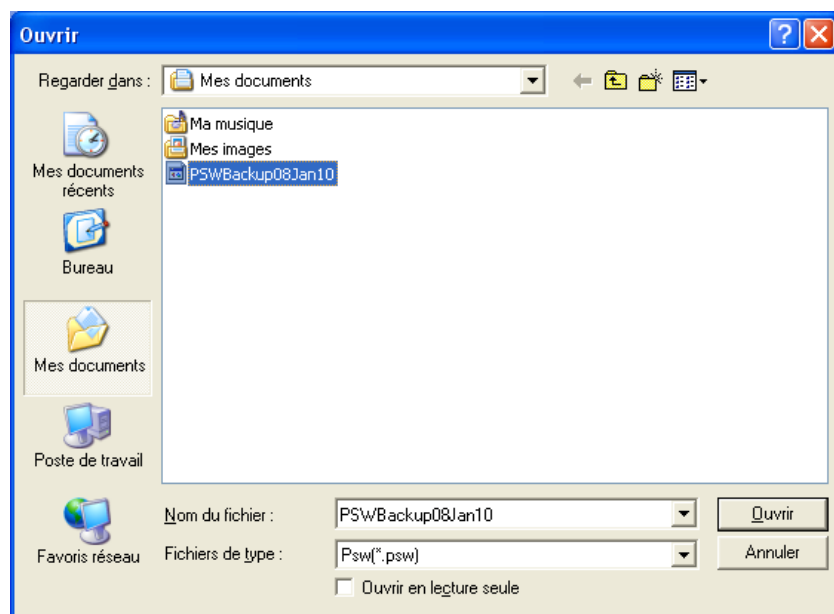 Ouvrir
Regarder dans :
Mes documents
Ma musique
Mes images
PSWBackup08Jan10
Mes documents
récents
Bureau
Mes documents
Poste de travail
Favoris réseau
Nom du fichier :
PSWBackup08Jan10
Ouvrir
Fichiers de type :
Psw(*.psw)
Annuler
Ouvrir en lecture seule